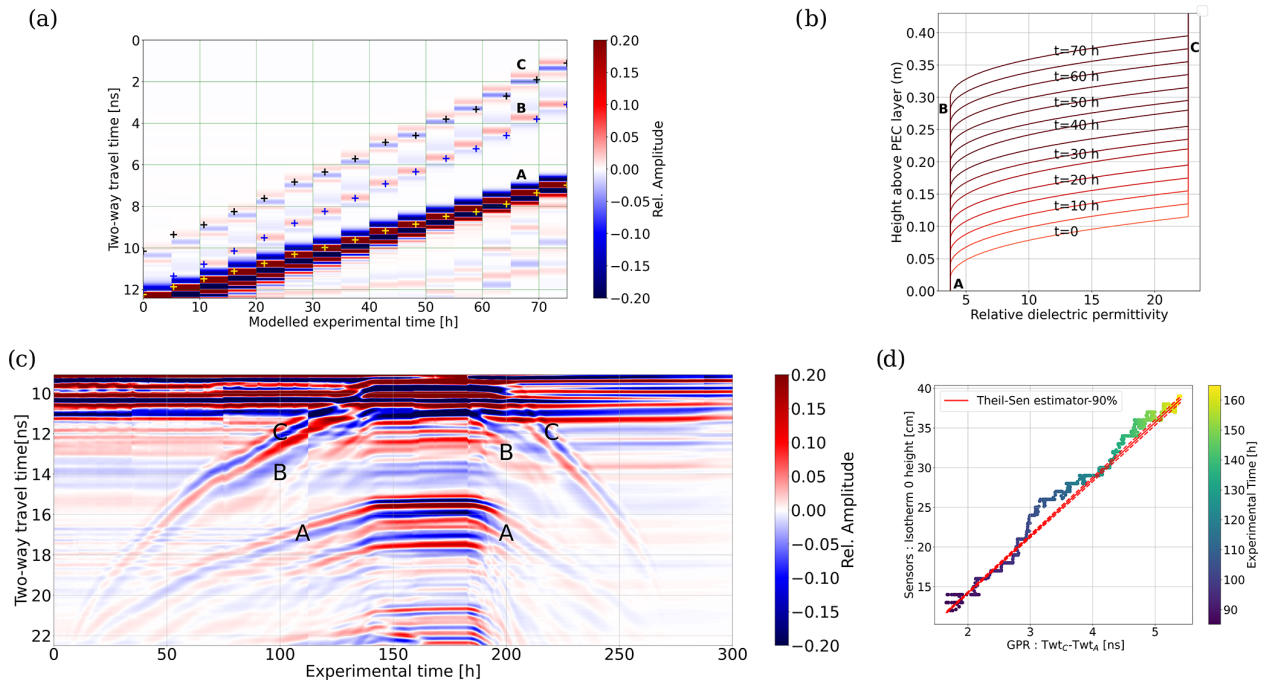 (a)
0
2
4
6
8
10
12
Two-way travel time [ns]
C
B
A
0 10 20 30 40 50 60 70
Modelled experimental time [h]
0.20
0.15
0.10
0.05
0.00
−0.05
−0.10
−0.15
−0.20
Rel. Amplitude
(b)
0.40
0.35
0.30
0.25
0.20
0.15
0.10
0.05
0.00
Height above PEC layer (m)
t=70 h
t=60 h
t=50 h
t=40 h
t=30 h
t=20 h
t=10 h
t=0
C
B
A
5 10 15 20
Relative dielectric permittivity
(c)
10
12
14
16
18
20
22
Two-way travel time[ns]
C
B
A
C
B
A
0 50 100 150 200 250 300
Experimental time [h]
0.20
0.15
0.10
0.05
0.00
−0.05
−0.10
−0.15
−0.20
Rel. Amplitude
(d)
40
35
30
25
20
15
Sensors : Isotherm 0 height [cm]
Theil-Sen estimator-90%
2 3 4 5
GPR : TwtC-TwtA [ns]
160
150
140
130
120
110
100
90
Experimental Time [h]